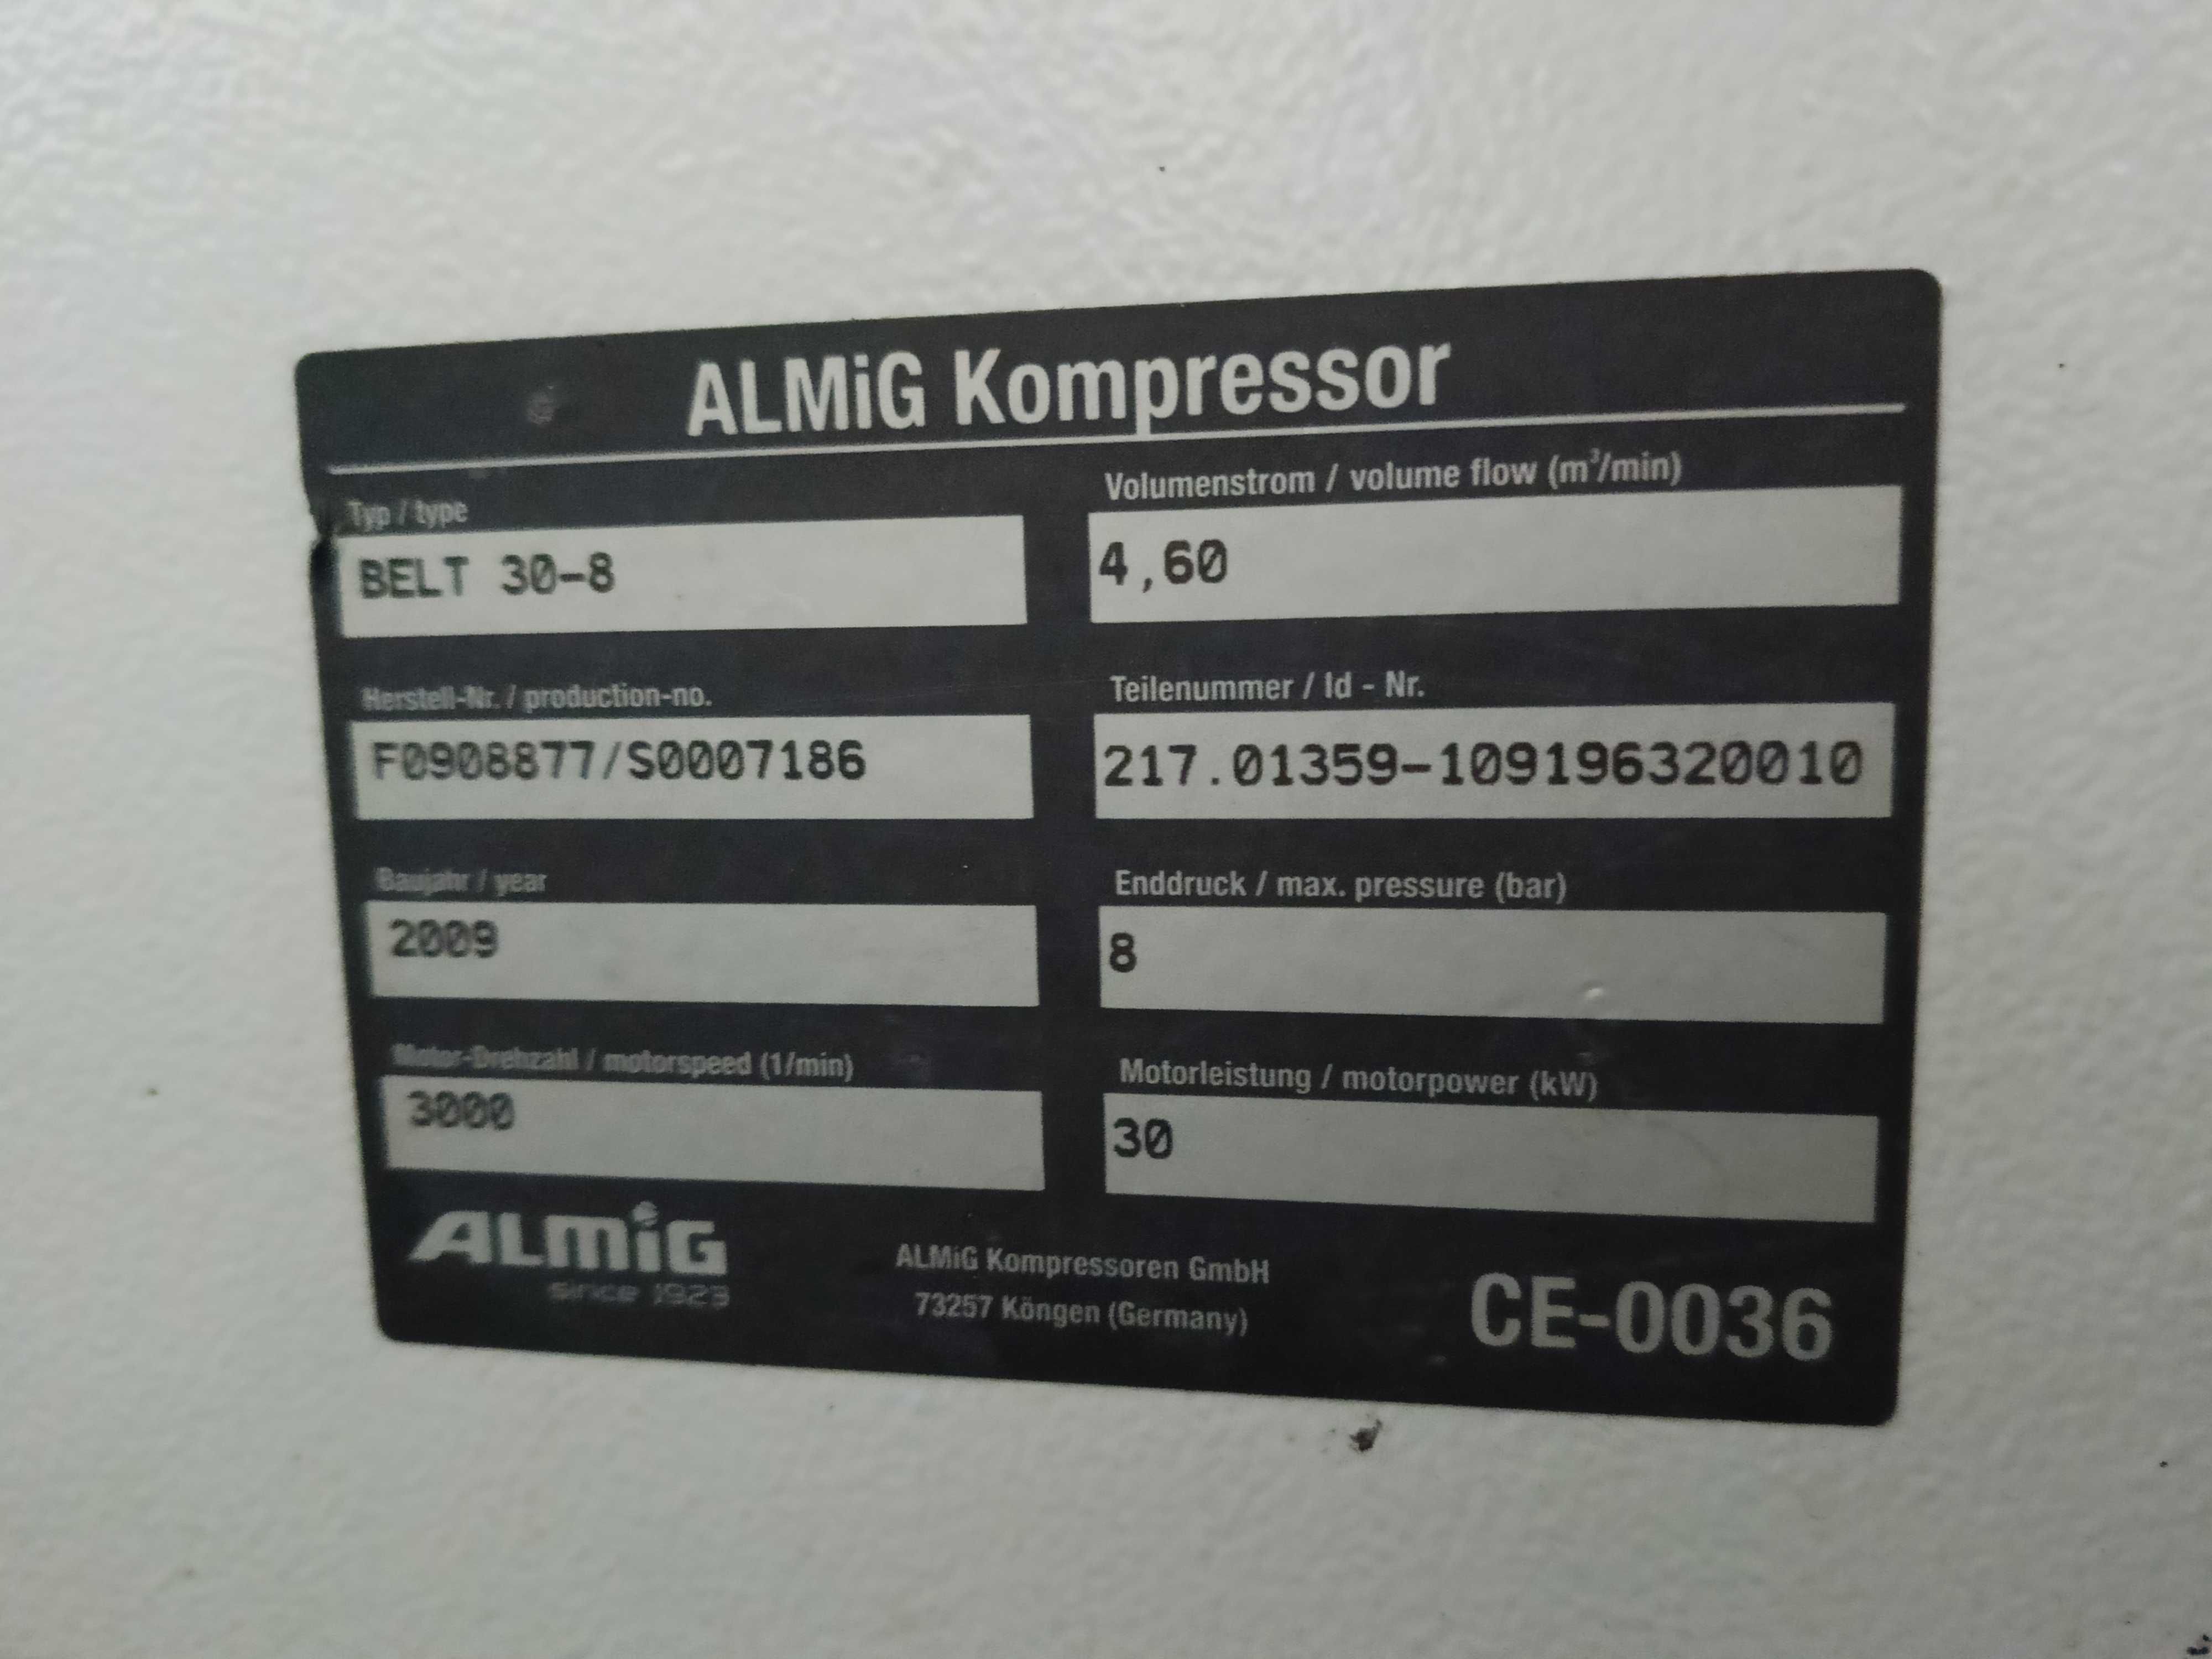 ALMiG Kompressor
Typ / type
BELT 30-8
Volumenstrom / volume flow (m³/min)
4,60
Herstell-Nr. / production-no.
F0908877/S0007186
Teilenummer / Id - Nr.
217.01359-109196320010
Baujahr / year
2009
Enddruck / max. pressure (bar)
8
Motor-Drehzahl / motorspeed (1/min)
3000
Motorleistung / motorpower (kW)
30
ALMiG
since 1923
ALMiG Kompressoren GmbH
73257 Köngen (Germany)
CE-0036